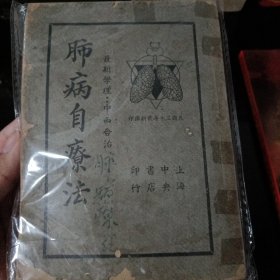 肺病自療法
最新學理·中西合治
上海
中央
書店
印行